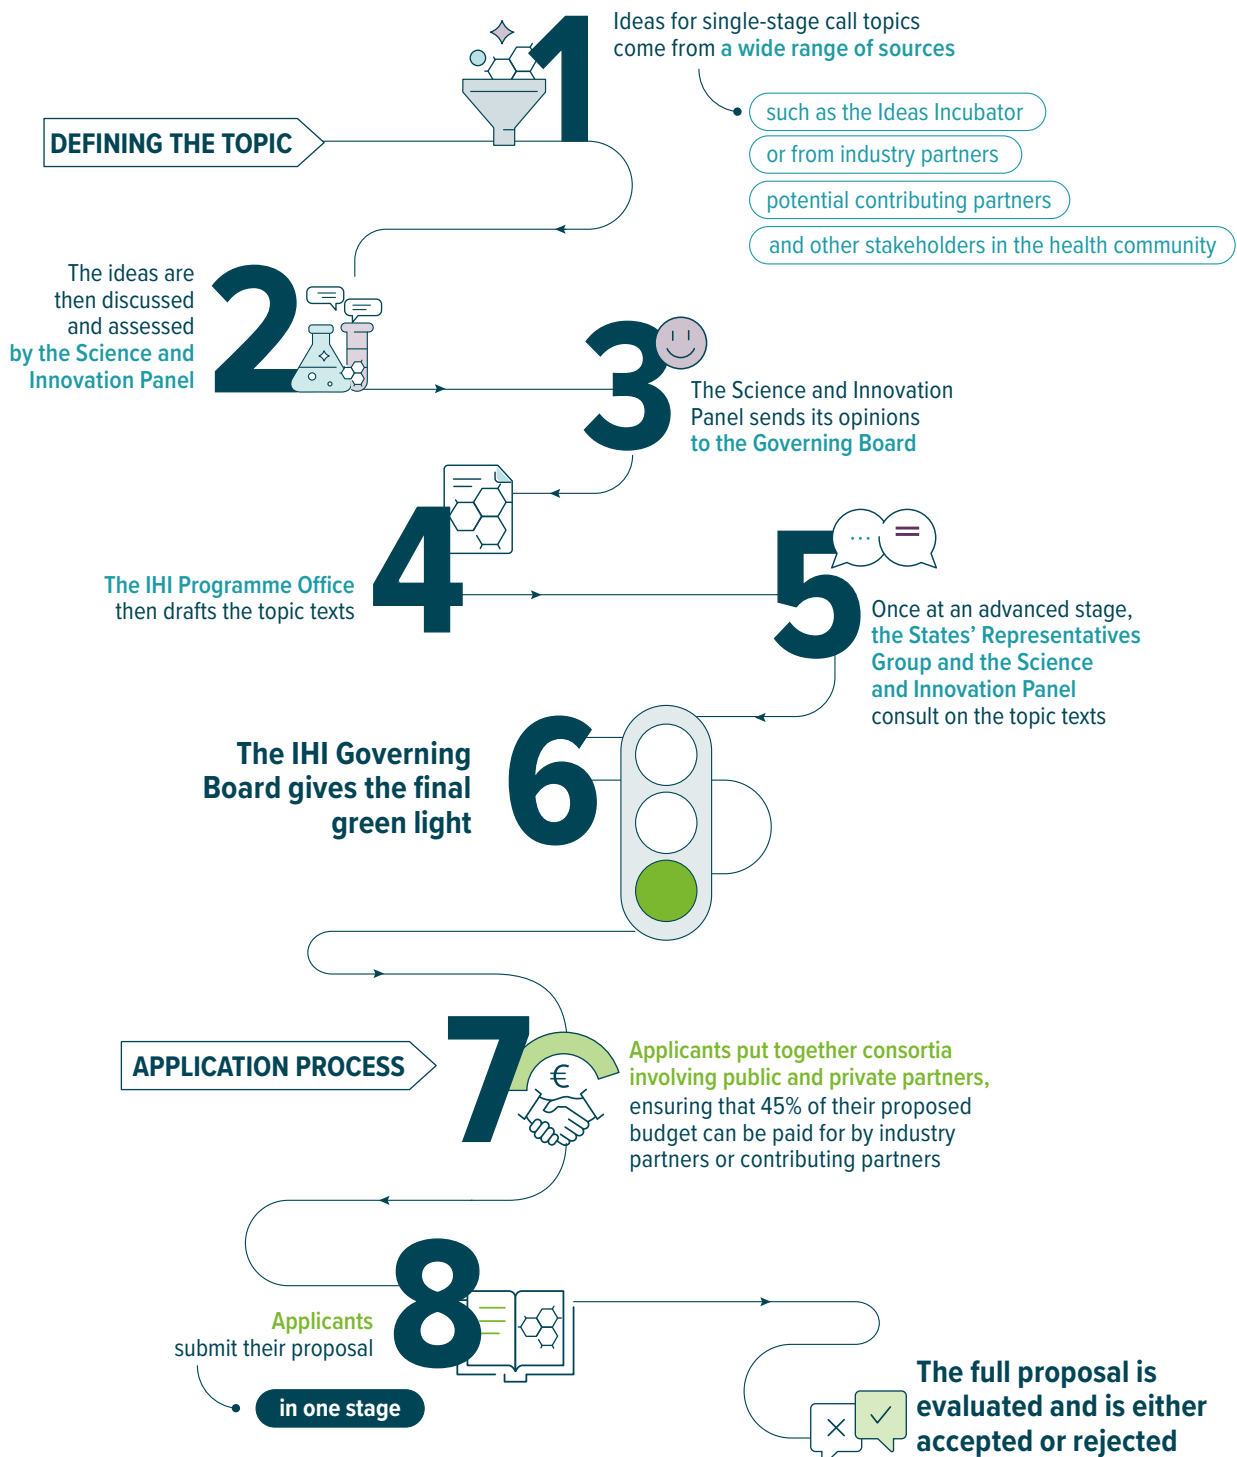 1
Ideas for single-stage call topics
come from a wide range of sources
such as the Ideas Incubator
or from industry partners
potential contributing partners
and other stakeholders in the health community
DEFINING THE TOPIC
2
The ideas are
then discussed
and assessed
by the Science and
Innovation Panel
3
The Science and Innovation
Panel sends its opinions
to the Governing Board
4
The IHI Programme Office
then drafts the topic texts
5
Once at an advanced stage,
the States’ Representatives
Group and the Science
and Innovation Panel
consult on the topic texts
6
The IHI Governing
Board gives the final
green light
APPLICATION PROCESS
7
€
Applicants put together consortia
involving public and private partners,
ensuring that 45% of their proposed
budget can be paid for by industry
partners or contributing partners
8
Applicants
submit their proposal
in one stage
The full proposal is
evaluated and is either
accepted or rejected